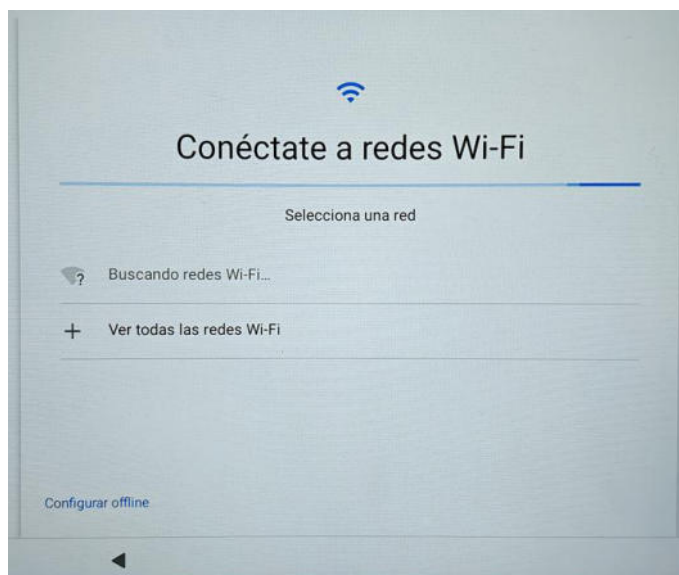 Conéctate a redes Wi-Fi
Selecciona una red
Buscando redes Wi-Fi...
Ver todas las redes Wi-Fi
Configurar offline